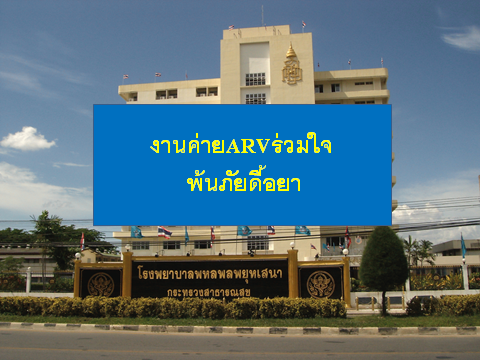 งานค่ายARVร่วมใจ
พ้นภัยดื้อยา
โรงพยาบาลพหลพลพยุหเสนา
กระทรวงสาธารณสุข